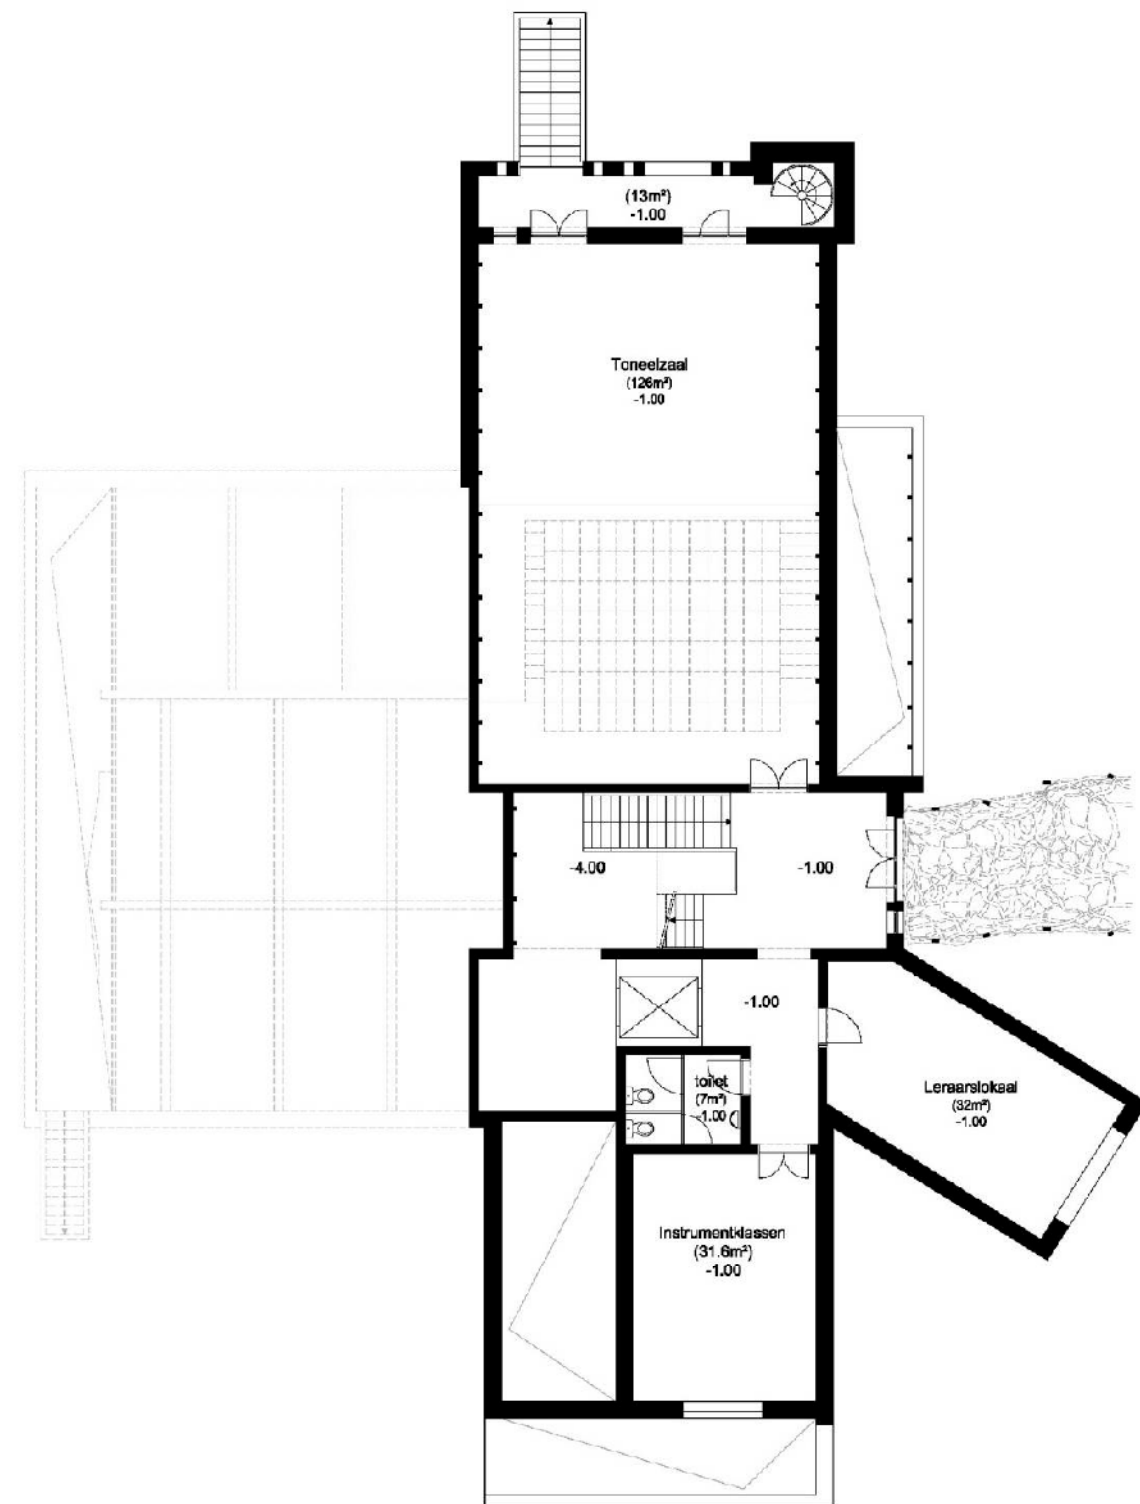 (13m²)
-1.00
Toneelzaal
(126m²)
-1.00
-4.00
-1.00
-1.00
toilet
(7m²)
-1.00
Leraarslokaal
(32m²)
-1.00
Instrumentklassen
(31.6m²)
-1.00